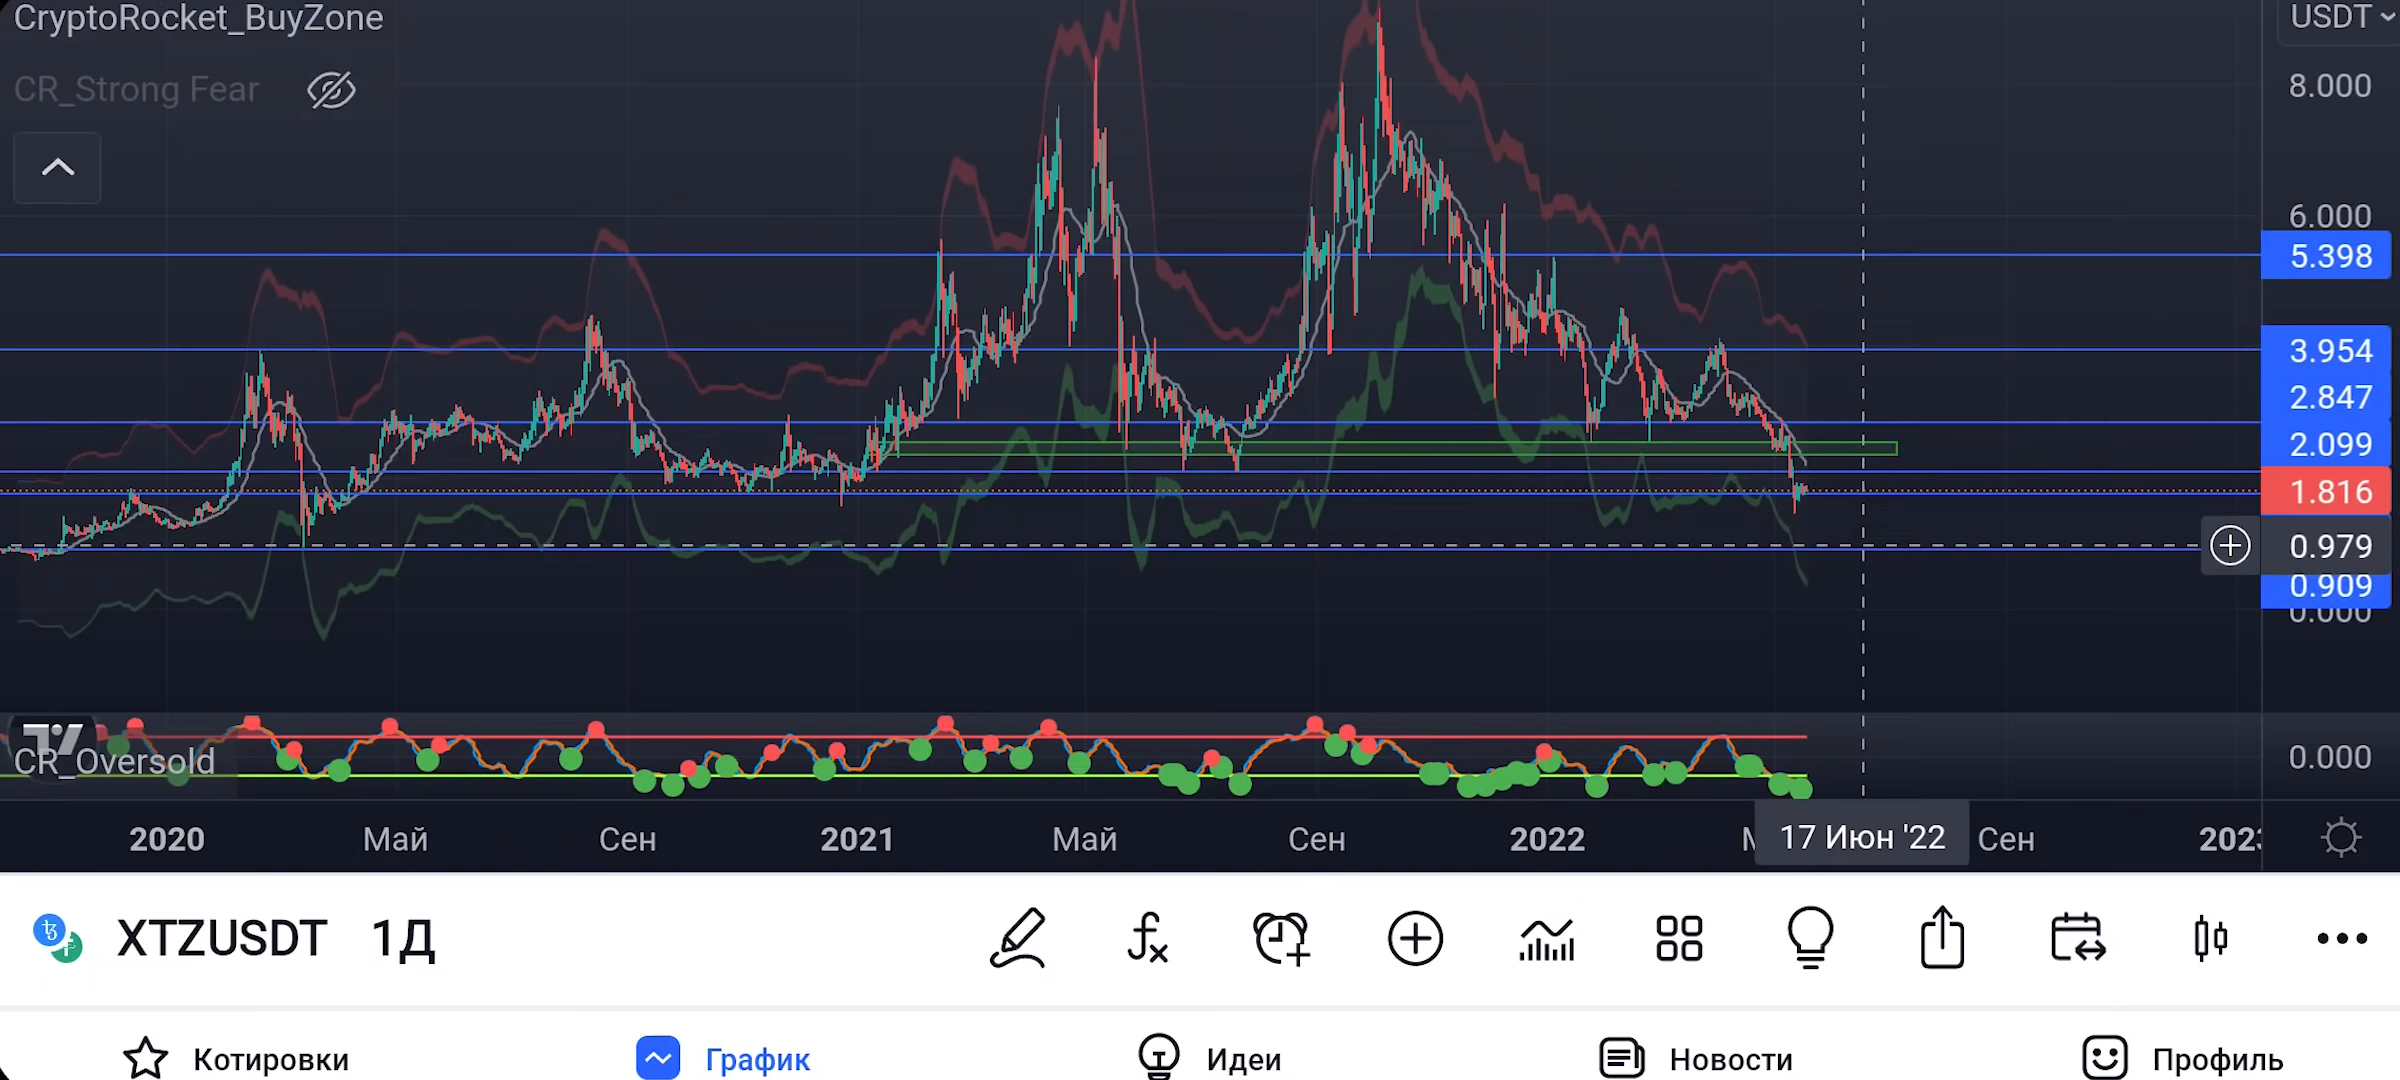 CryptoRocket_BuyZone
USDT
CR_Strong Fear
8.000
6.000
5.398
3.954
2.847
2.099
1.816
0.979
0.909
0.000
CR_Oversold
0.000
2020 Май Сен 2021 Май Сен 2022 17 Июн '22 Сен
XTZUSDT 1Д
Котировки График Идеи Новости Профиль